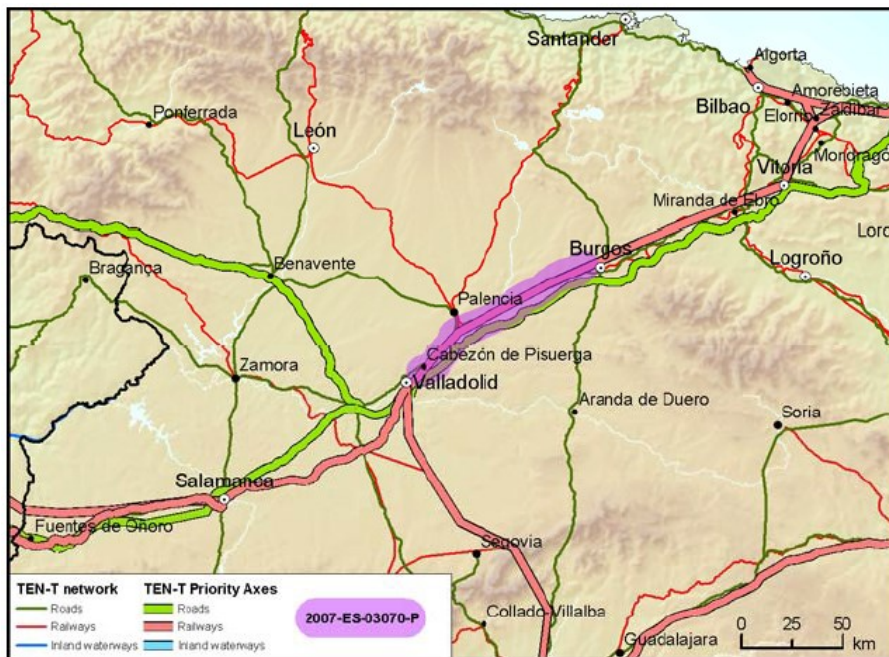 Santander
Algorta
Amorebieta
Ponferrada
Bilbao
Zaldibar
León
Elorrio
Mondragó
Vitoria
Miranda de Ebro
Burgos
Logroño
Benavente
Bragança
Palencia
Cabezón de Pisuerga
Zamora
Valladolid
Aranda de Duero
Soria
Salamanca
Fuentes de Oñoro
Segovia
TEN-T network
TEN-T Priority Axes
Roads
Roads
2007-ES-03070-P
Railways
Railways
Inland waterways
Inland waterways
Collado-Villalba
Guadalajara
0 25 50
km